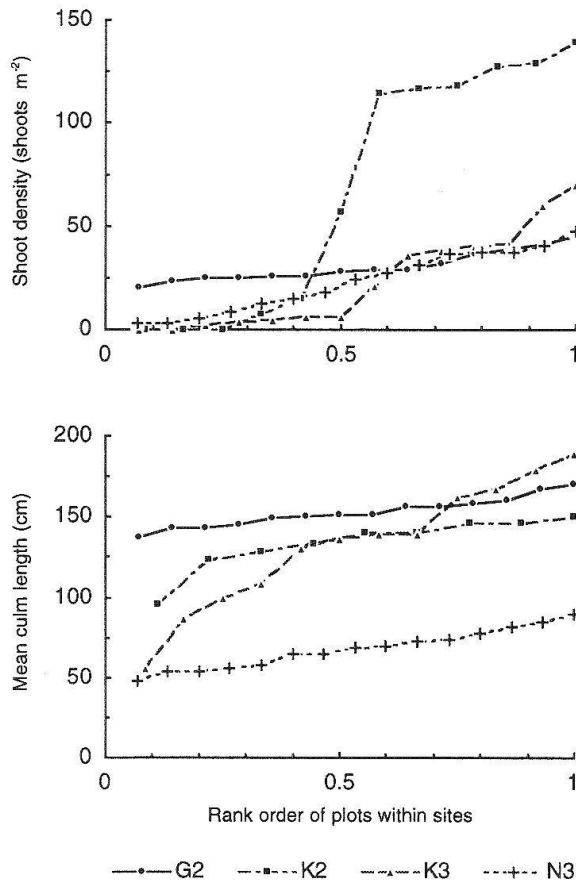 150
100
50
0
Shoot density (shoots m⁻²)
0
0.5
1
200
150
100
50
0
Mean culm length (cm)
0
0.5
1
Rank order of plots within sites
G2
K2
K3
N3